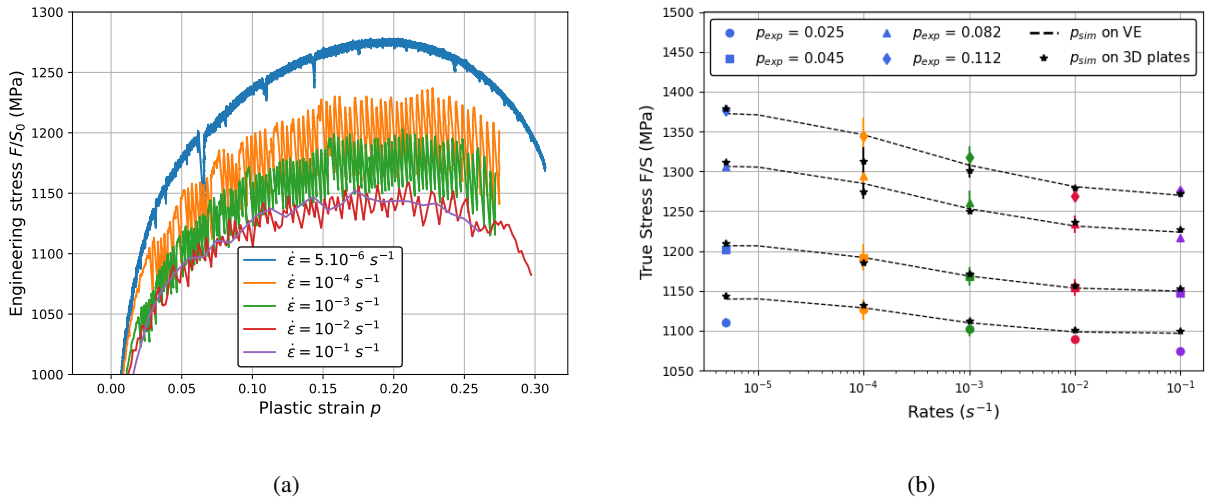 1300
1250
1200
1150
1100
1050
1000
Engineering stress F/S₀ (MPa)
0.00 0.05 0.10 0.15 0.20 0.25 0.30
Plastic strain p
ε̇ = 5.10⁻⁶ s⁻¹
ε̇ = 10⁻⁴ s⁻¹
ε̇ = 10⁻³ s⁻¹
ε̇ = 10⁻² s⁻¹
ε̇ = 10⁻¹ s⁻¹
(a)
1500
1450
1400
1350
1300
1250
1200
1150
1100
1050
True Stress F/S (MPa)
p_exp = 0.025 p_exp = 0.082 p_sim on VE
p_exp = 0.045 p_exp = 0.112 p_sim on 3D plates
10⁻⁵ 10⁻⁴ 10⁻³ 10⁻² 10⁻¹
Rates (s⁻¹)
(b)